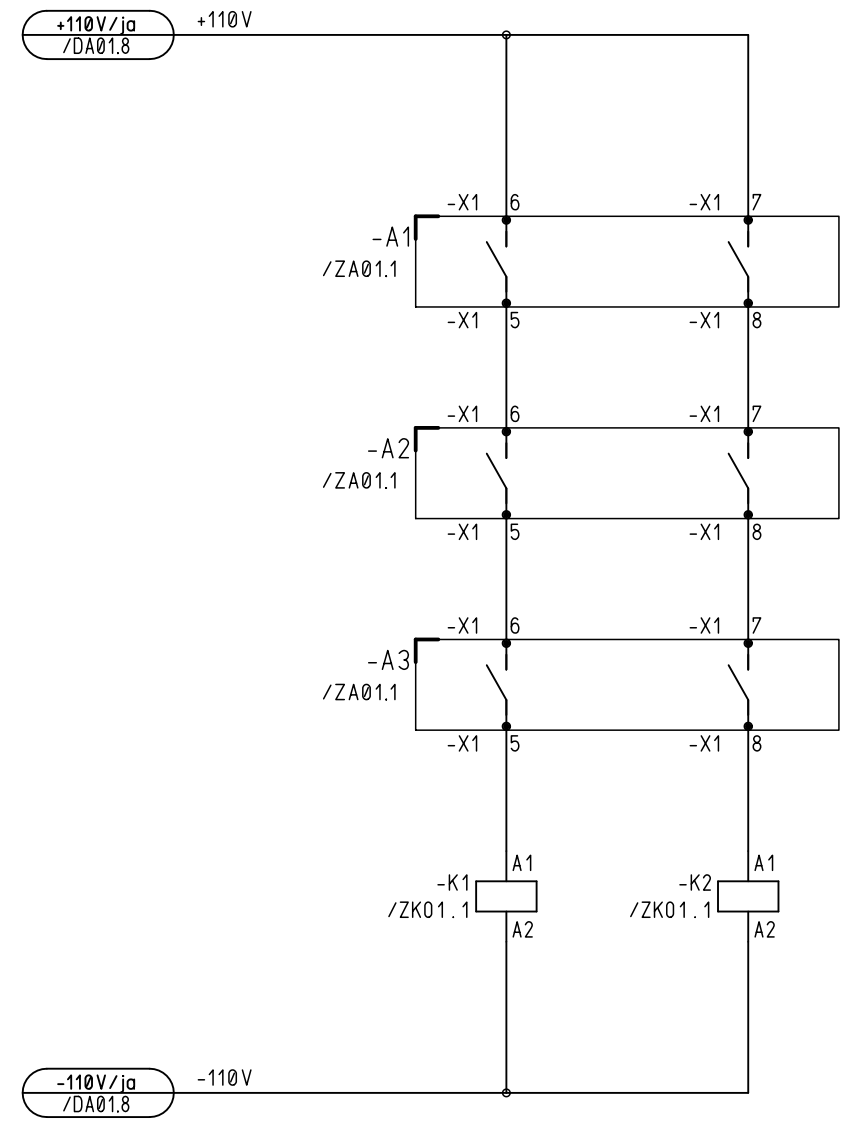 +110V/ja
/DA01.8
+110V
-X1 6 -X1 7
-A1
/ZA01.1
-X1 5 -X1 8
-X1 6 -X1 7
-A2
/ZA01.1
-X1 5 -X1 8
-X1 6 -X1 7
-A3
/ZA01.1
-X1 5 -X1 8
A1 A1
-K1 -K2
/ZK01.1 /ZK01.1
A2 A2
-110V/ja
/DA01.8
-110V